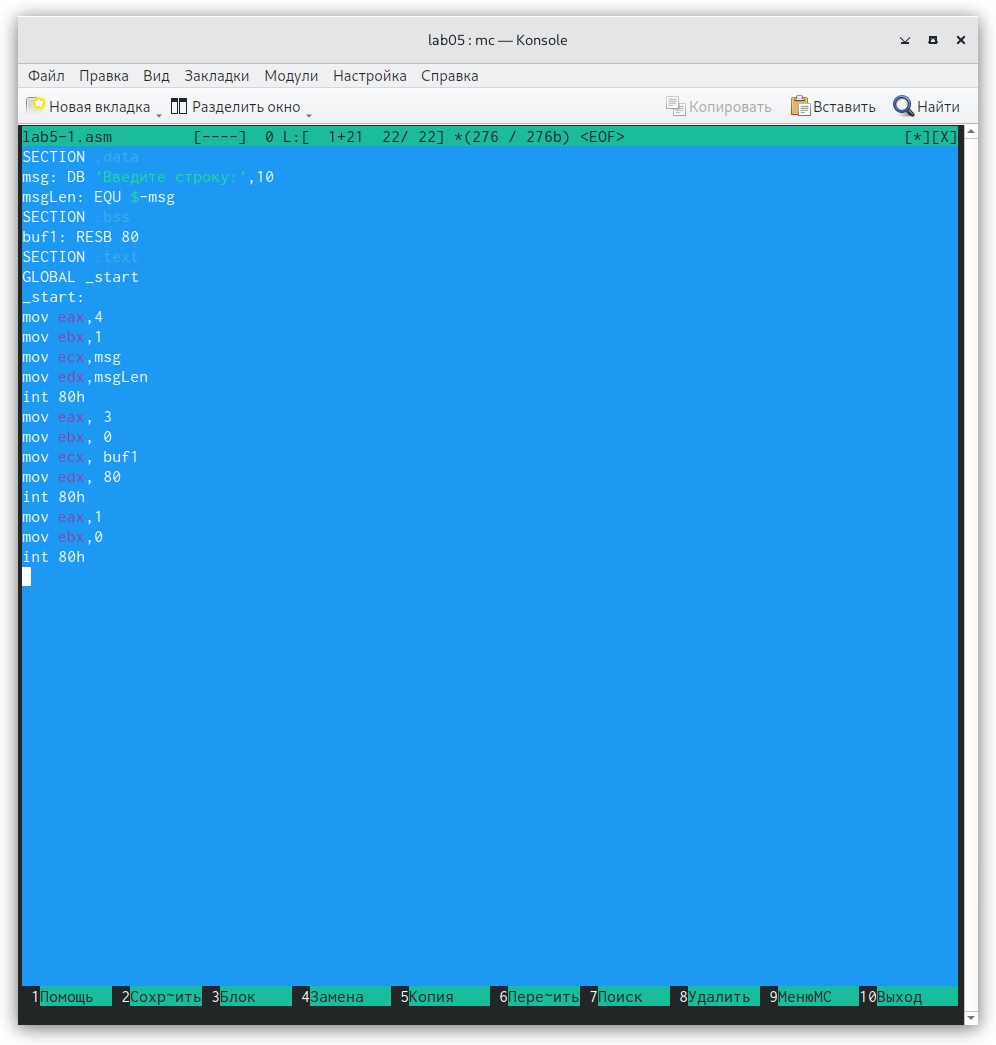 lab05 : mc — Konsole
Файл Правка Вид Закладки Модули Настройка Справка
Новая вкладка Разделить окно Копировать Вставить Найти
lab5-1.asm [----] 0 L:[ 1+21 22/ 22] *(276 / 276b) <EOF> [*][X]
SECTION .data
msg: DB 'Введите строку:',10
msgLen: EQU $-msg
SECTION .bss
buf1: RESB 80
SECTION .text
GLOBAL _start
_start:
mov eax,4
mov ebx,1
mov ecx,msg
mov edx,msgLen
int 80h
mov eax, 3
mov ebx, 0
mov ecx, buf1
mov edx, 80
int 80h
mov eax,1
mov ebx,0
int 80h
1Помощь 2Сохр~ить 3Блок 4Замена 5Копия 6Пере~ить 7Поиск 8Удалить 9МенюMC 10Выход